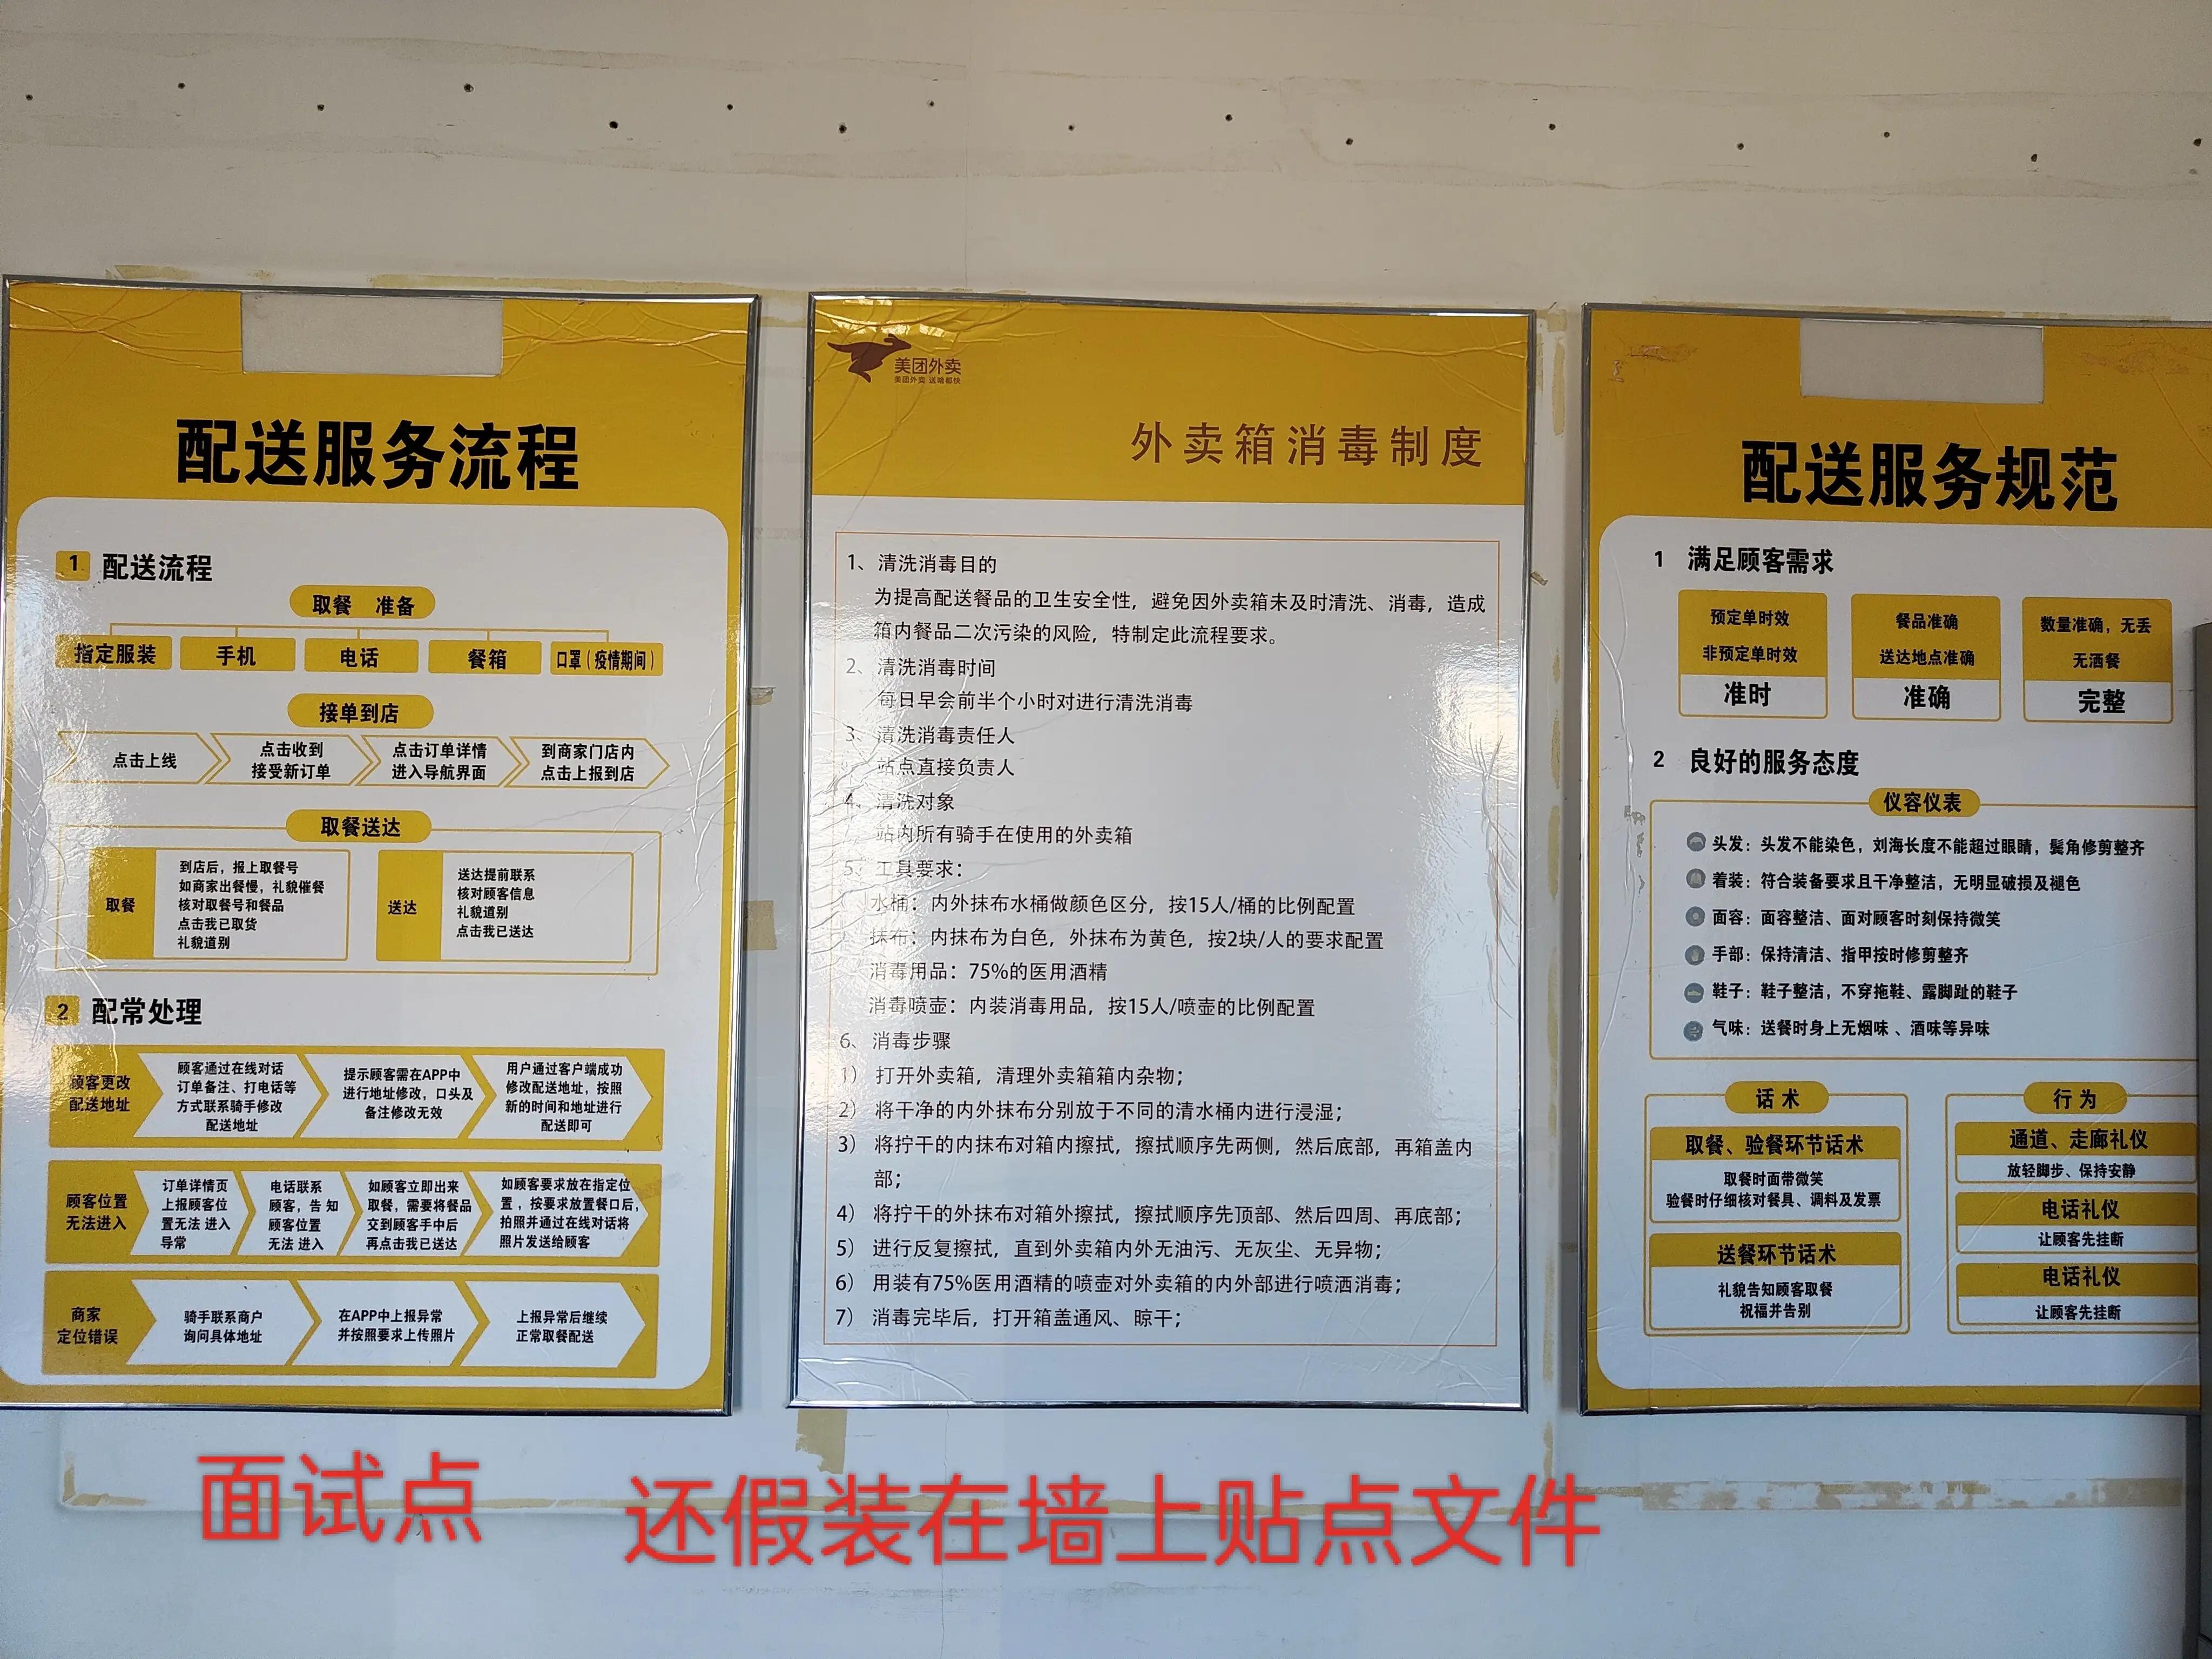 配送服务流程
1 配送流程
取餐 准备
指定服装 手机 电话 餐箱 口罩（疫情期间）
接单到店
点击上线
点击收到
接受新订单
点击订单详情
进入导航界面
到商家门店内
点击上报到店
取餐送达
取餐
到店后，报上取餐号
如商家出餐慢，礼貌催餐
核对取餐号和餐品
点击我已取货
礼貌道别
送达
送达提前联系
核对顾客信息
礼貌道别
点击我已送达
2 配常处理
顾客更改
配送地址
顾客通过在线对话
订单备注、打电话等
方式联系骑手修改
配送地址
提示顾客需在APP中
进行地址修改，口头及
备注修改无效
用户通过客户端成功
修改配送地址，按照
新的时间和地址进行
配送即可
顾客位置
无法进入
订单详情页
上报顾客位
置无法 进入
异常
电话联系
顾客，告 知
顾客位置
无法 进入
如顾客立即出来
取餐，需要将餐品
交到顾客手中后
再点击我已送达
如顾客要求放在指定位
置，按要求放置餐口后，
拍照并通过在线对话将
照片发送给顾客
商家
定位错误
骑手联系商户
询问具体地址
在APP中上报异常
并按照要求上传照片
上报异常后继续
正常取餐配送
美团外卖
美团外卖 送啥都快
外卖箱消毒制度
1、清洗消毒目的
为提高配送餐品的卫生安全性，避免因外卖箱未及时清洗、消毒，造成
箱内餐品二次污染的风险，特制定此流程要求。
2、清洗消毒时间
每日早会前半个小时对进行清洗消毒
3、清洗消毒责任人
站点直接负责人
4、清洗对象
站内所有骑手在使用的外卖箱
5、工具要求：
水桶：内外抹布水桶做颜色区分，按15人/桶的比例配置
抹布：内抹布为白色，外抹布为黄色，按2块/人的要求配置
消毒用品：75%的医用酒精
消毒喷壶：内装消毒用品，按15人/喷壶的比例配置
6、消毒步骤
1） 打开外卖箱，清理外卖箱箱内杂物；
2） 将干净的内外抹布分别放于不同的清水桶内进行浸湿；
3） 将拧干的内抹布对箱内擦拭，擦拭顺序先两侧，然后底部，再箱盖内
部；
4） 将拧干的外抹布对箱外擦拭，擦拭顺序先顶部、然后四周、再底部；
5） 进行反复擦拭，直到外卖箱内外无油污、无灰尘、无异物；
6） 用装有75%医用酒精的喷壶对外卖箱的内外部进行喷洒消毒；
7） 消毒完毕后，打开箱盖通风、晾干；
配送服务规范
1 满足顾客需求
预定单时效
非预定单时效
准时
餐品准确
送达地点准确
准确
数量准确，无丢
无洒餐
完整
2 良好的服务态度
仪容仪表
头发：头发不能染色，刘海长度不能超过眼睛，鬓角修剪整齐
着装：符合装备要求且干净整洁，无明显破损及褪色
面容：面容整洁、面对顾客时刻保持微笑
手部：保持清洁、指甲按时修剪整齐
鞋子：鞋子整洁，不穿拖鞋、露脚趾的鞋子
气味：送餐时身上无烟味 、酒味等异味
话 术
取餐、验餐环节话术
取餐时面带微笑
验餐时仔细核对餐具、调料及发票
送餐环节话术
礼貌告知顾客取餐
祝福并告别
行 为
通道、走廊礼仪
放轻脚步、保持安静
电话礼仪
让顾客先挂断
电话礼仪
让顾客先挂断
面试点 还假装在墙上贴点文件